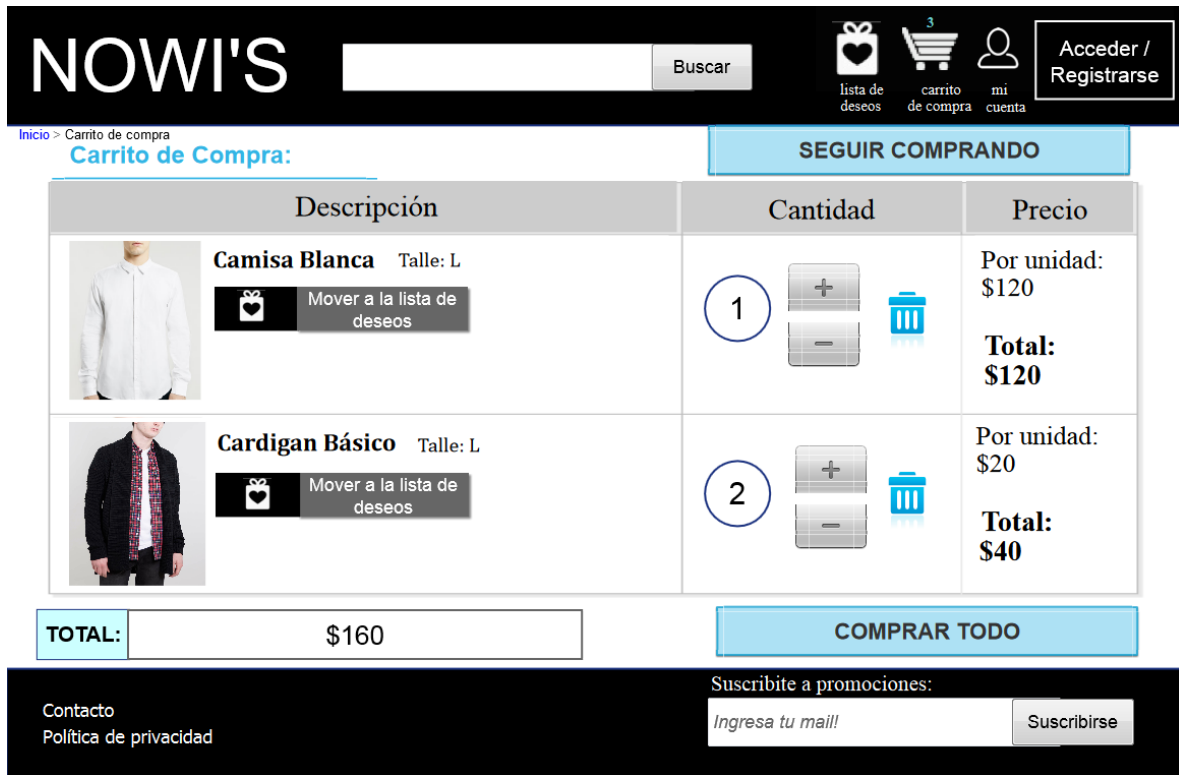 NOWI'S
Buscar
3
lista de
deseos
carrito
de compra
mi
cuenta
Acceder /
Registrarse
Inicio > Carrito de compra
Carrito de Compra:
SEGUIR COMPRANDO
Descripción
Cantidad
Precio
Camisa Blanca Talle: L
Mover a la lista de
deseos
1
+
−
Por unidad:
$120
Total:
$120
Cardigan Básico Talle: L
Mover a la lista de
deseos
2
+
−
Por unidad:
$20
Total:
$40
TOTAL:
$160
COMPRAR TODO
Contacto
Política de privacidad
Suscribite a promociones:
Ingresa tu mail!
Suscribirse